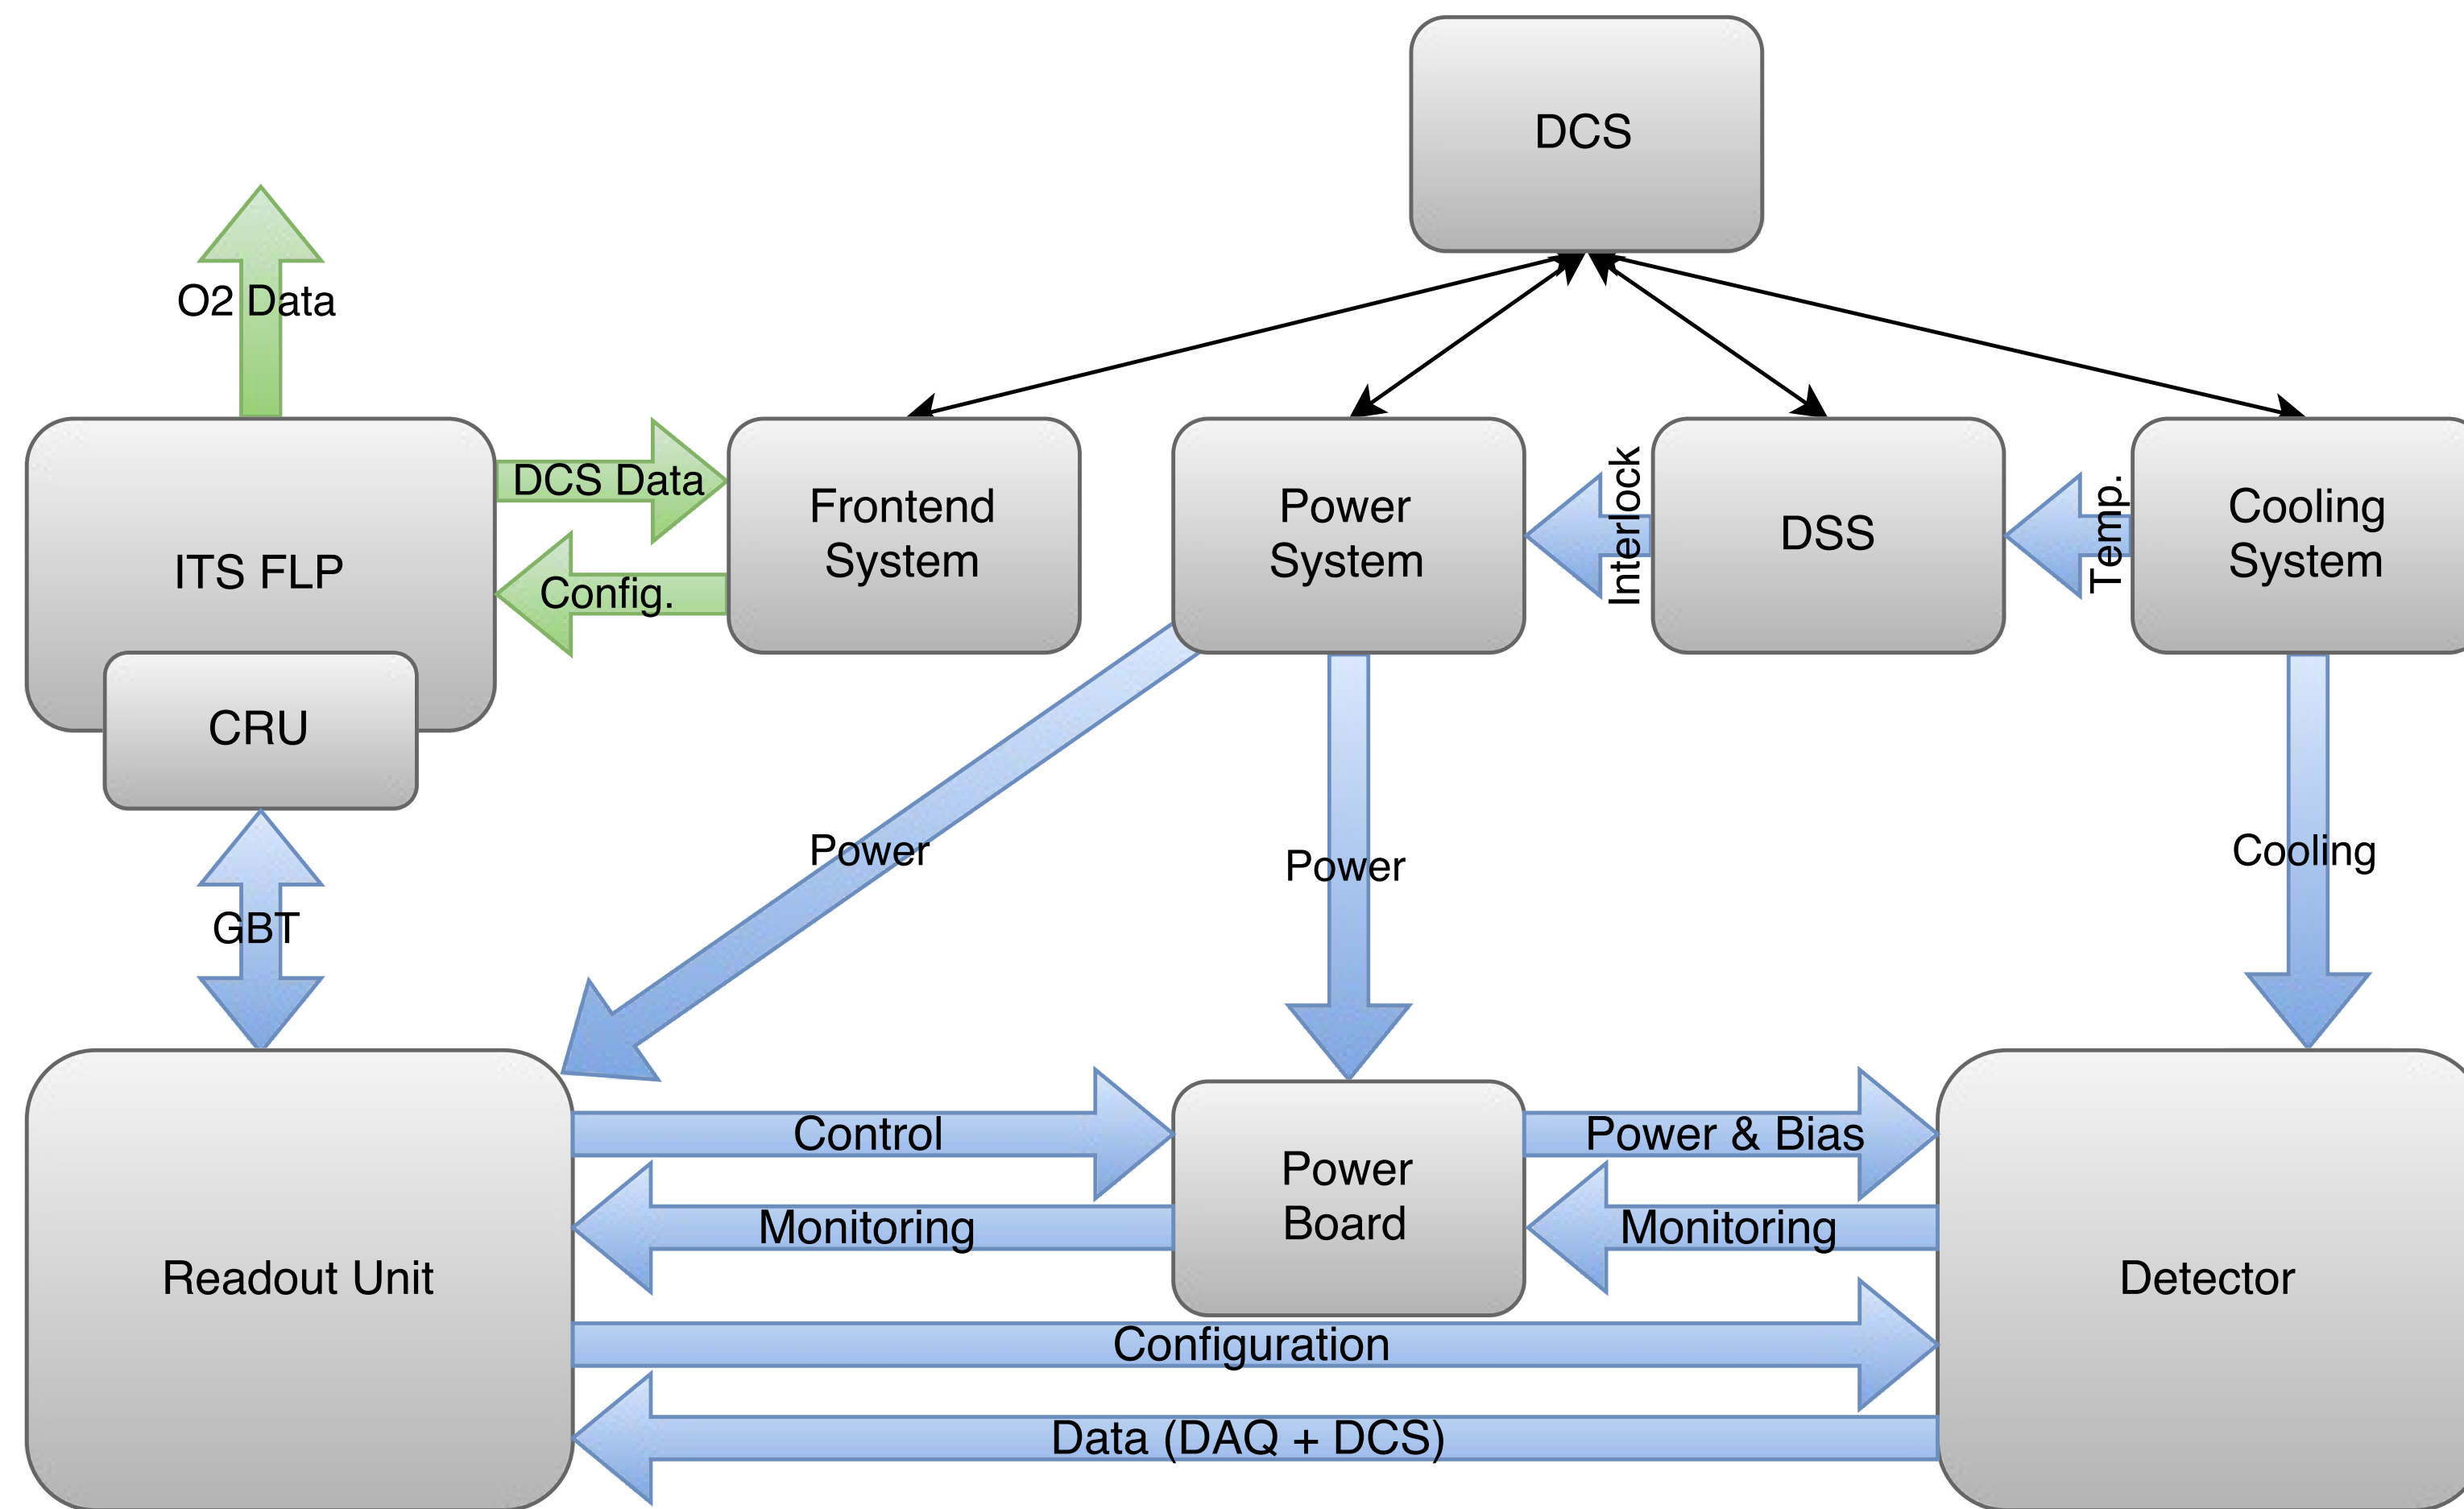 DCS
O2 Data
DCS Data
Config.
ITS FLP
CRU
Frontend
System
Power
System
Interlock
DSS
Temp.
Cooling
System
GBT
Power
Power
Cooling
Readout Unit
Control
Monitoring
Power
Board
Power & Bias
Monitoring
Configuration
Data (DAQ + DCS)
Detector